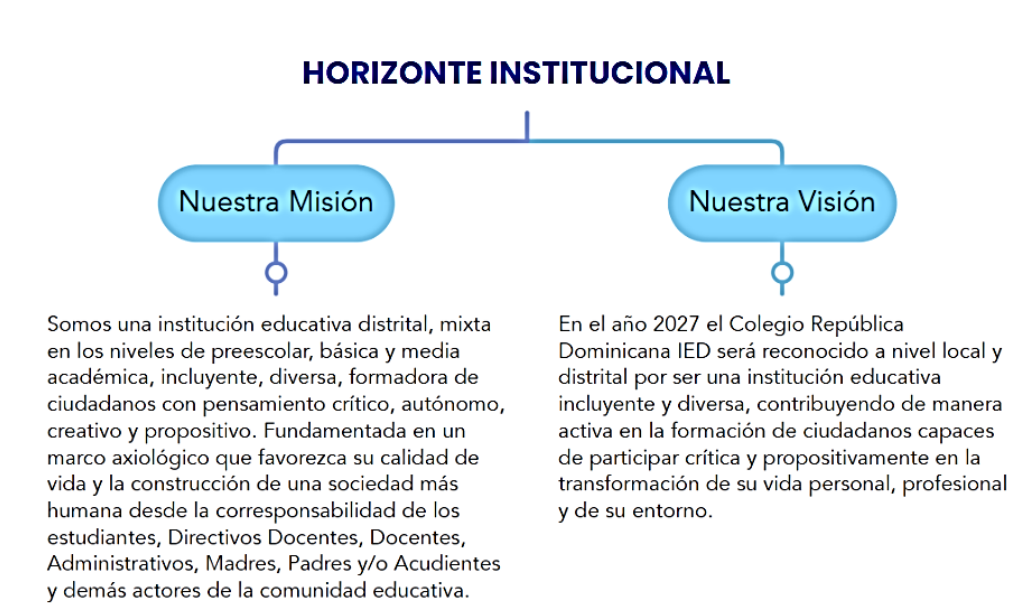 HORIZONTE INSTITUCIONAL
Nuestra Misión
Somos una institución educativa distrital, mixta
en los niveles de preescolar, básica y media
académica, incluyente, diversa, formadora de
ciudadanos con pensamiento crítico, autónomo,
creativo y propositivo. Fundamentada en un
marco axiológico que favorezca su calidad de
vida y la construcción de una sociedad más
humana desde la corresponsabilidad de los
estudiantes, Directivos Docentes, Docentes,
Administrativos, Madres, Padres y/o Acudientes
y demás actores de la comunidad educativa.
Nuestra Visión
En el año 2027 el Colegio República
Dominicana IED será reconocido a nivel local y
distrital por ser una institución educativa
incluyente y diversa, contribuyendo de manera
activa en la formación de ciudadanos capaces
de participar crítica y propositivamente en la
transformación de su vida personal, profesional
y de su entorno.